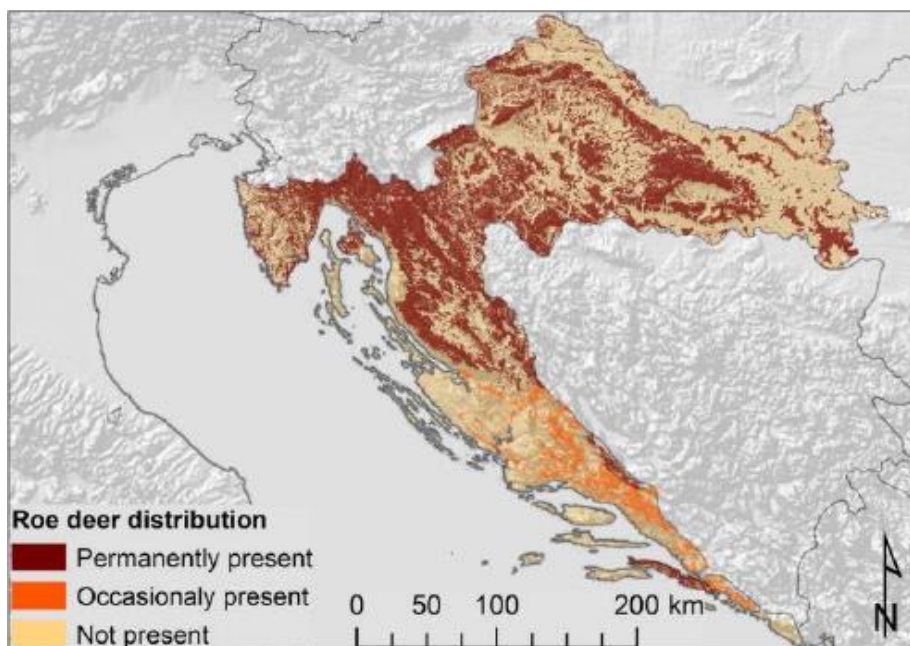 Roe deer distribution
Permanently present
Occasionaly present
Not present
0 50 100 200 km
N